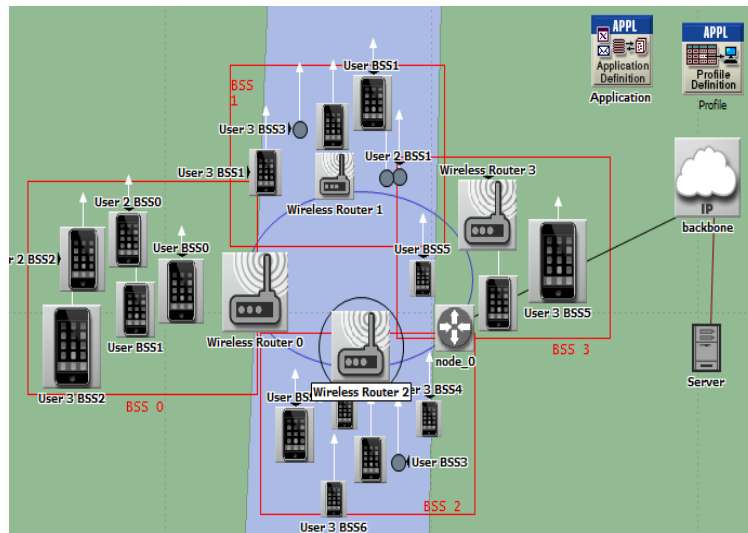 APPL
Application
Definition
Application
APPL
Profile
Definition
Profile
BSS
1
User BSS1
User 3 BSS3
User 3 BSS1
User 2 BSS1
Wireless Router 3
Wireless Router 1
IP
backbone
User 2 BSS0
User BSS0
2 BSS2
User BSS5
User 3 BSS5
User BSS1
Wireless Router 0
node_0
BSS 3
Server
User 3 BSS2
BSS 0
Wireless Router 2
3 BSS4
User BSS3
BSS 2
User 3 BSS6